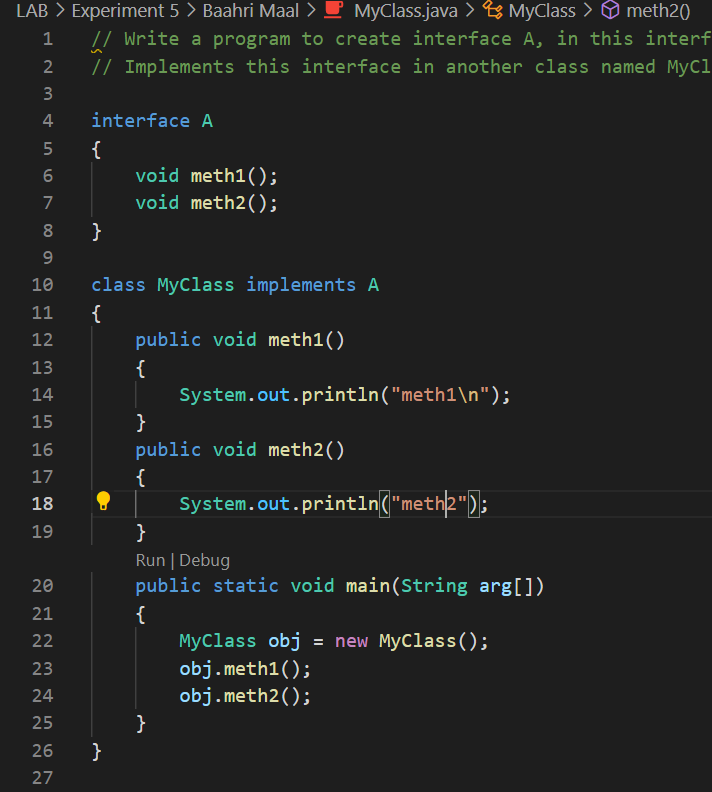 LAB > Experiment 5 > Baahri Maal > MyClass.java > MyClass > meth2()
1 // Write a program to create interface A, in this interf
2 // Implements this interface in another class named MyCl
3
4 interface A
5 {
6     void meth1();
7     void meth2();
8 }
9
10 class MyClass implements A
11 {
12     public void meth1()
13     {
14         System.out.println("meth1\n");
15     }
16     public void meth2()
17     {
18         System.out.println("meth2");
19     }
Run | Debug
20     public static void main(String arg[])
21     {
22         MyClass obj = new MyClass();
23         obj.meth1();
24         obj.meth2();
25     }
26 }
27